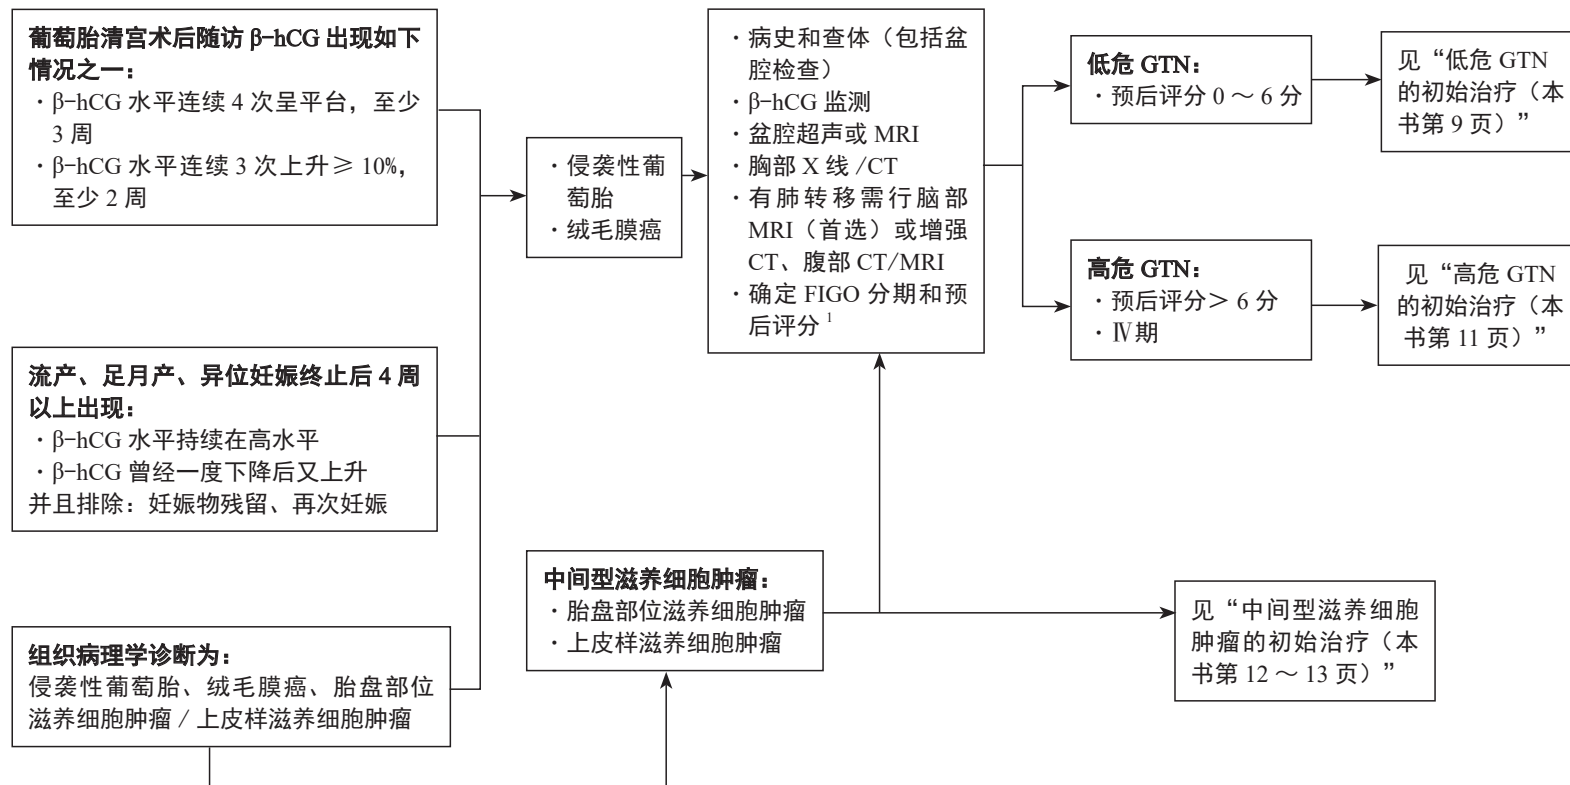 葡萄胎清宫术后随访 β-hCG 出现如下
情况之一：
· β-hCG 水平连续 4 次呈平台，至少
3 周
· β-hCG 水平连续 3 次上升≥ 10%，
至少 2 周
流产、足月产、异位妊娠终止后 4 周
以上出现：
· β-hCG 水平持续在高水平
· β-hCG 曾经一度下降后又上升
并且排除：妊娠物残留、再次妊娠
组织病理学诊断为：
侵袭性葡萄胎、绒毛膜癌、胎盘部位
滋养细胞肿瘤 / 上皮样滋养细胞肿瘤
· 侵袭性葡
萄胎
· 绒毛膜癌
· 病史和查体（包括盆
腔检查）
· β-hCG 监测
· 盆腔超声或 MRI
· 胸部 X 线 /CT
· 有肺转移需行脑部
MRI（首选）或增强
CT、腹部 CT/MRI
· 确定 FIGO 分期和预
后评分 1
中间型滋养细胞肿瘤：
· 胎盘部位滋养细胞肿瘤
· 上皮样滋养细胞肿瘤
低危 GTN：
· 预后评分 0 ～ 6 分
高危 GTN：
· 预后评分＞ 6 分
· Ⅳ期
见“低危 GTN
的初始治疗（本
书第 9 页）”
见“高危 GTN
的初始治疗（本
书第 11 页）”
见“中间型滋养细胞
肿瘤的初始治疗（本
书第 12 ～ 13 页）”